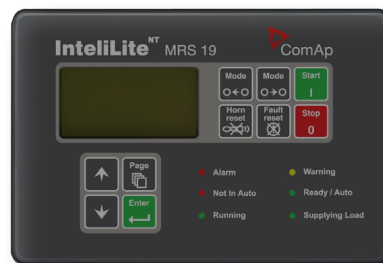 InteliLite NT MRS 19
ComAp
Mode
Mode
Start
I
Horn reset
Fault reset
Stop
0
Page
Enter
Alarm
Warning
Not In Auto
Ready / Auto
Running
Supplying Load